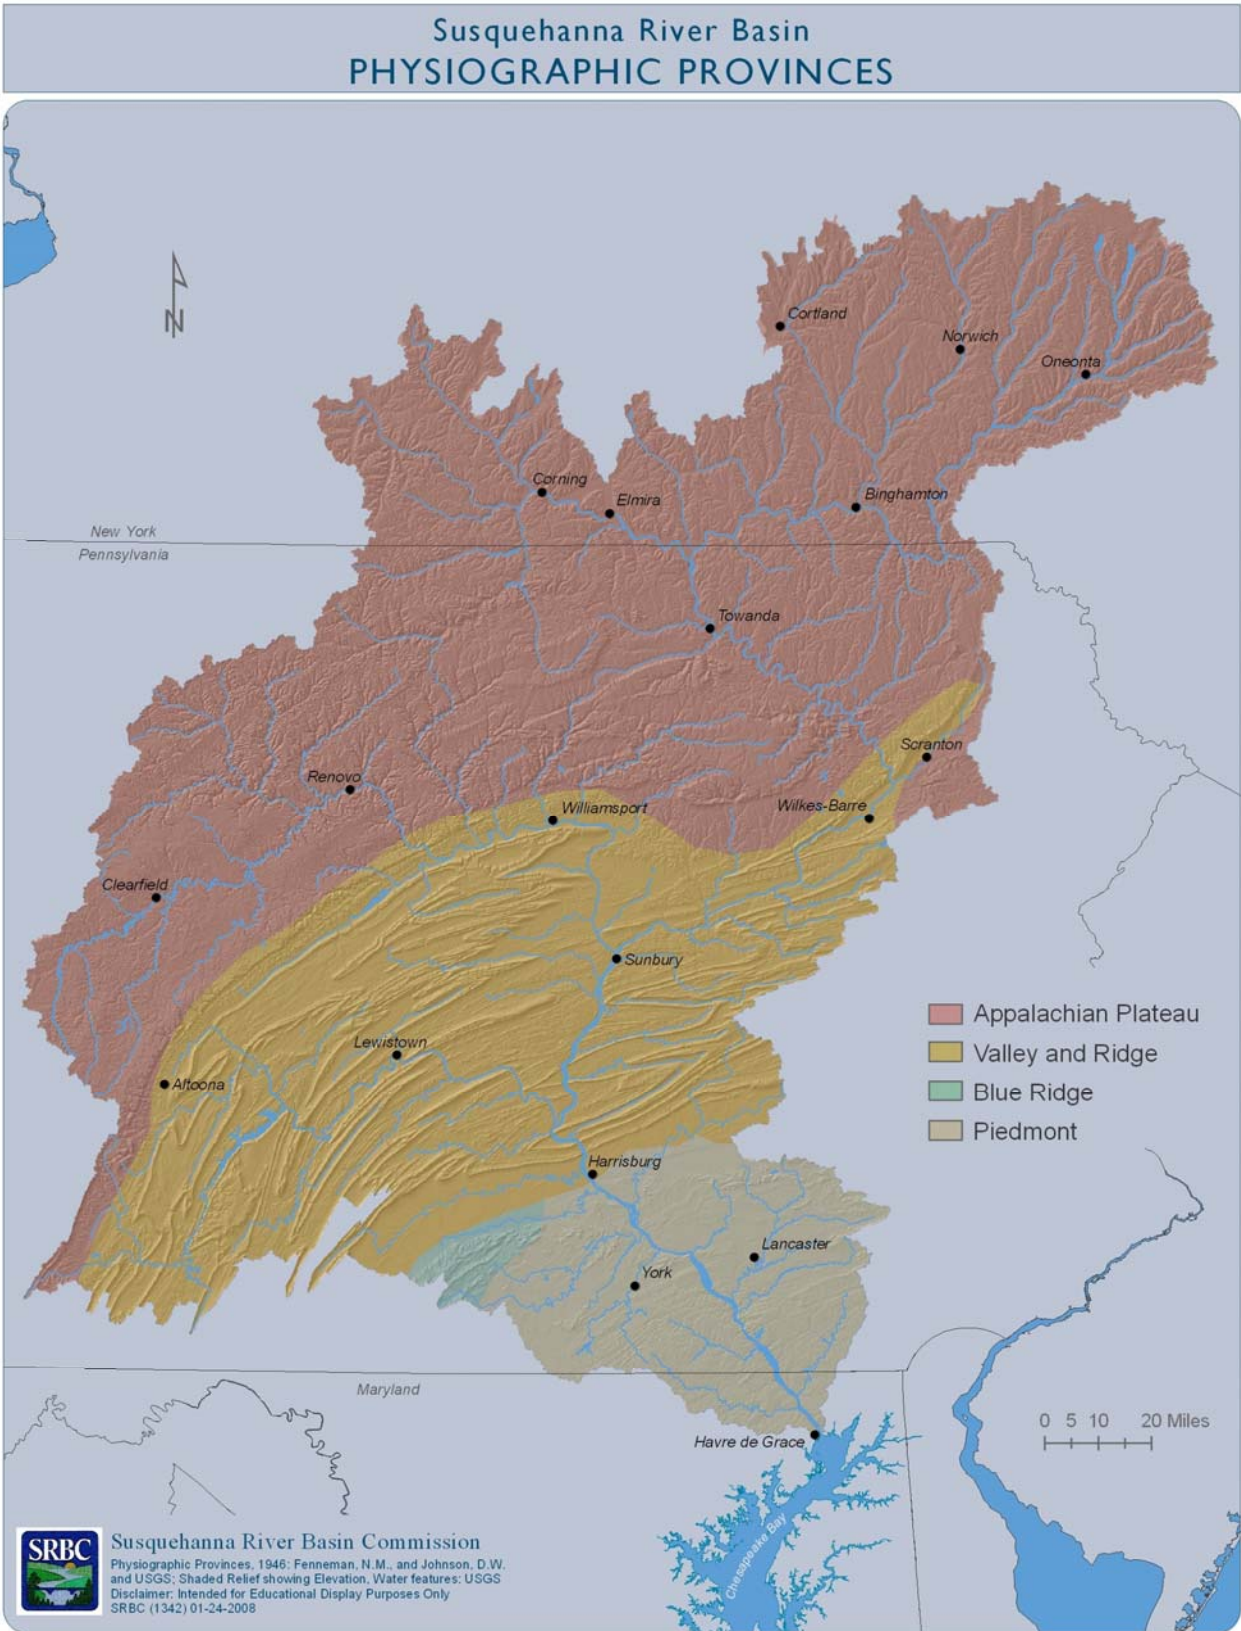 Susquehanna River Basin
PHYSIOGRAPHIC PROVINCES
N
Cortland
Norwich
Oneonta
Corning
Elmira
Binghamton
New York
Pennsylvania
Towanda
Scranton
Renovo
Williamsport
Wilkes-Barre
Clearfield
Sunbury
Appalachian Plateau
Lewistown
Valley and Ridge
Altoona
Blue Ridge
Piedmont
Harrisburg
Lancaster
York
Maryland
0 5 10 20 Miles
Havre de Grace
Chesapeake Bay
SRBC
Susquehanna River Basin Commission
Physiographic Provinces, 1946: Fenneman, N.M., and Johnson, D.W.
and USGS; Shaded Relief showing Elevation, Water features: USGS
Disclaimer: Intended for Educational Display Purposes Only
SRBC (1342) 01-24-2008